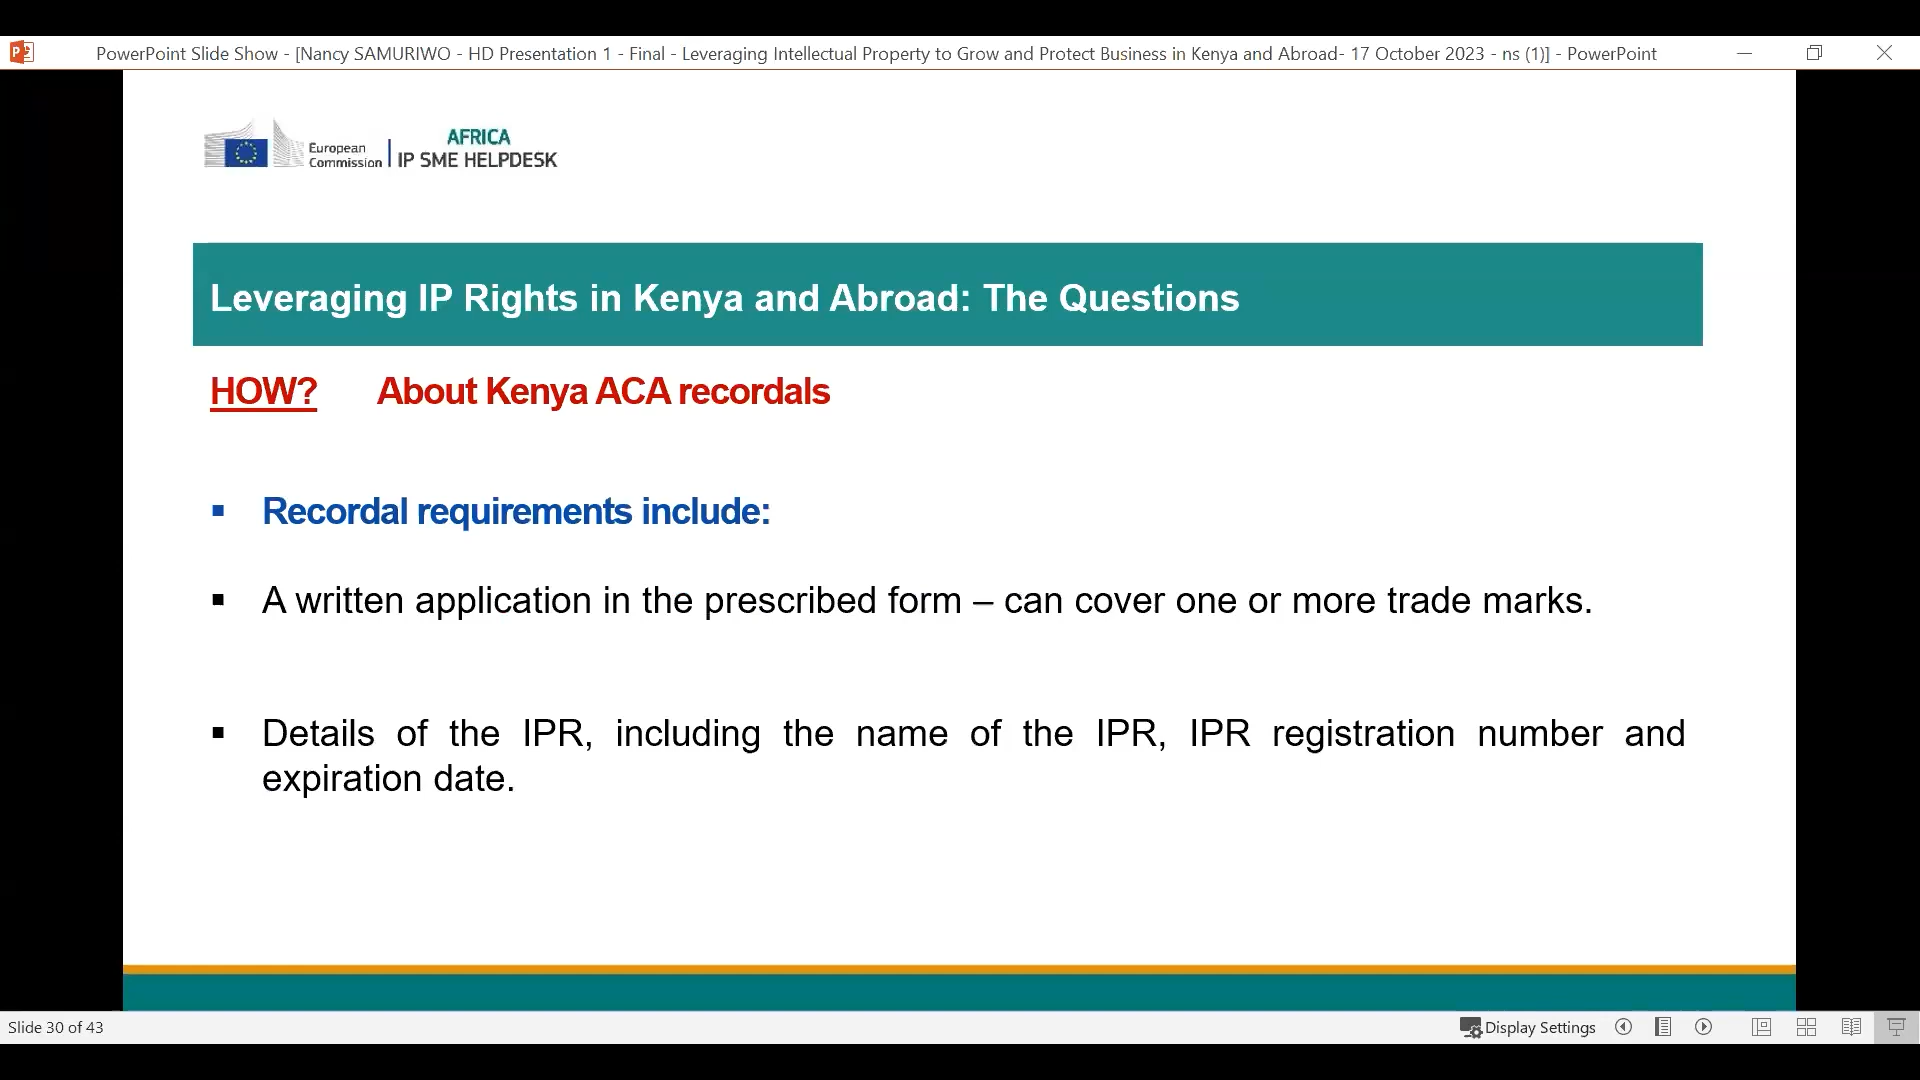 PowerPoint Slide Show - [Nancy SAMURIWO - HD Presentation 1 - Final - Leveraging Intellectual Property to Grow and Protect Business in Kenya and Abroad- 17 October 2023 - ns (1)] - PowerPoint
European
Commission
AFRICA
IP SME HELPDESK
Leveraging IP Rights in Kenya and Abroad: The Questions
HOW? About Kenya ACA recordals
▪ Recordal requirements include:
▪ A written application in the prescribed form – can cover one or more trade marks.
▪ Details of the IPR, including the name of the IPR, IPR registration number and
expiration date.
Slide 30 of 43
Display Settings